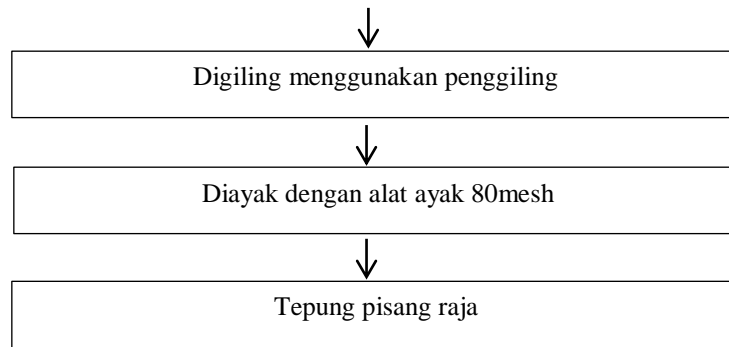 Digiling menggunakan penggiling
Diayak dengan alat ayak 80mesh
Tepung pisang raja